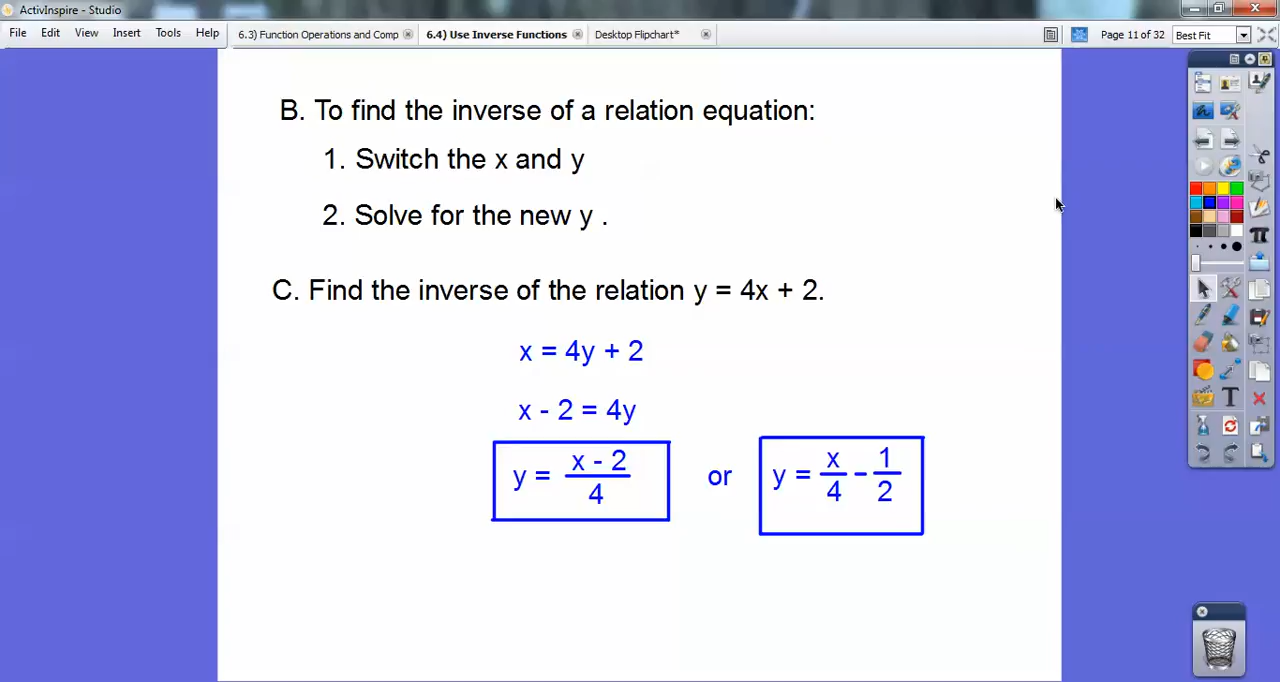 ActivInspire - Studio
File Edit View Insert Tools Help
6.3) Function Operations and Comp
6.4) Use Inverse Functions
Desktop Flipchart*
Page 11 of 32
Best Fit
B. To find the inverse of a relation equation:
1. Switch the x and y
2. Solve for the new y .
C. Find the inverse of the relation y = 4x + 2.
x = 4y + 2
x - 2 = 4y
y = (x - 2)/4 or y = x/4 - 1/2